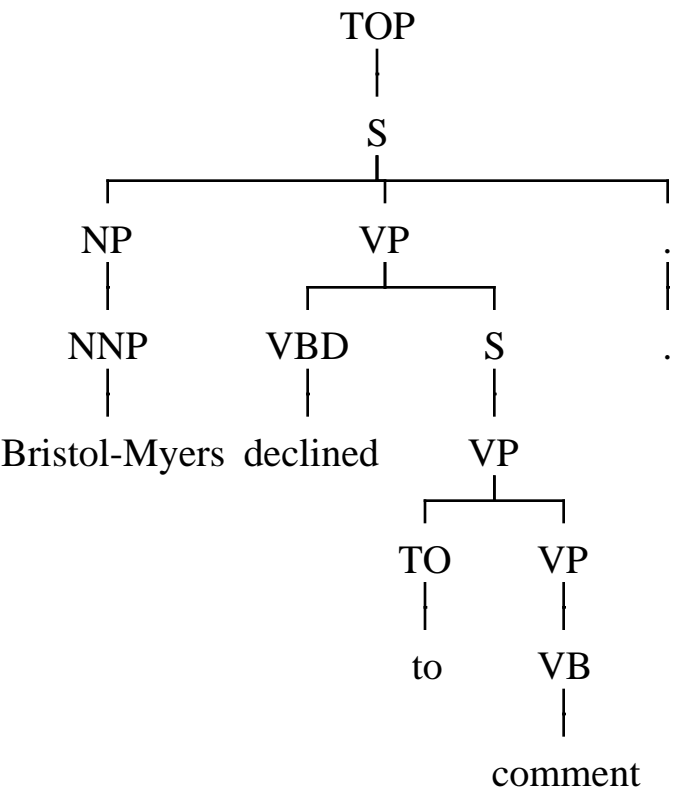 TOP
S
NP VP .
NNP VBD S .
Bristol-Myers declined VP
TO VP
to VB
comment